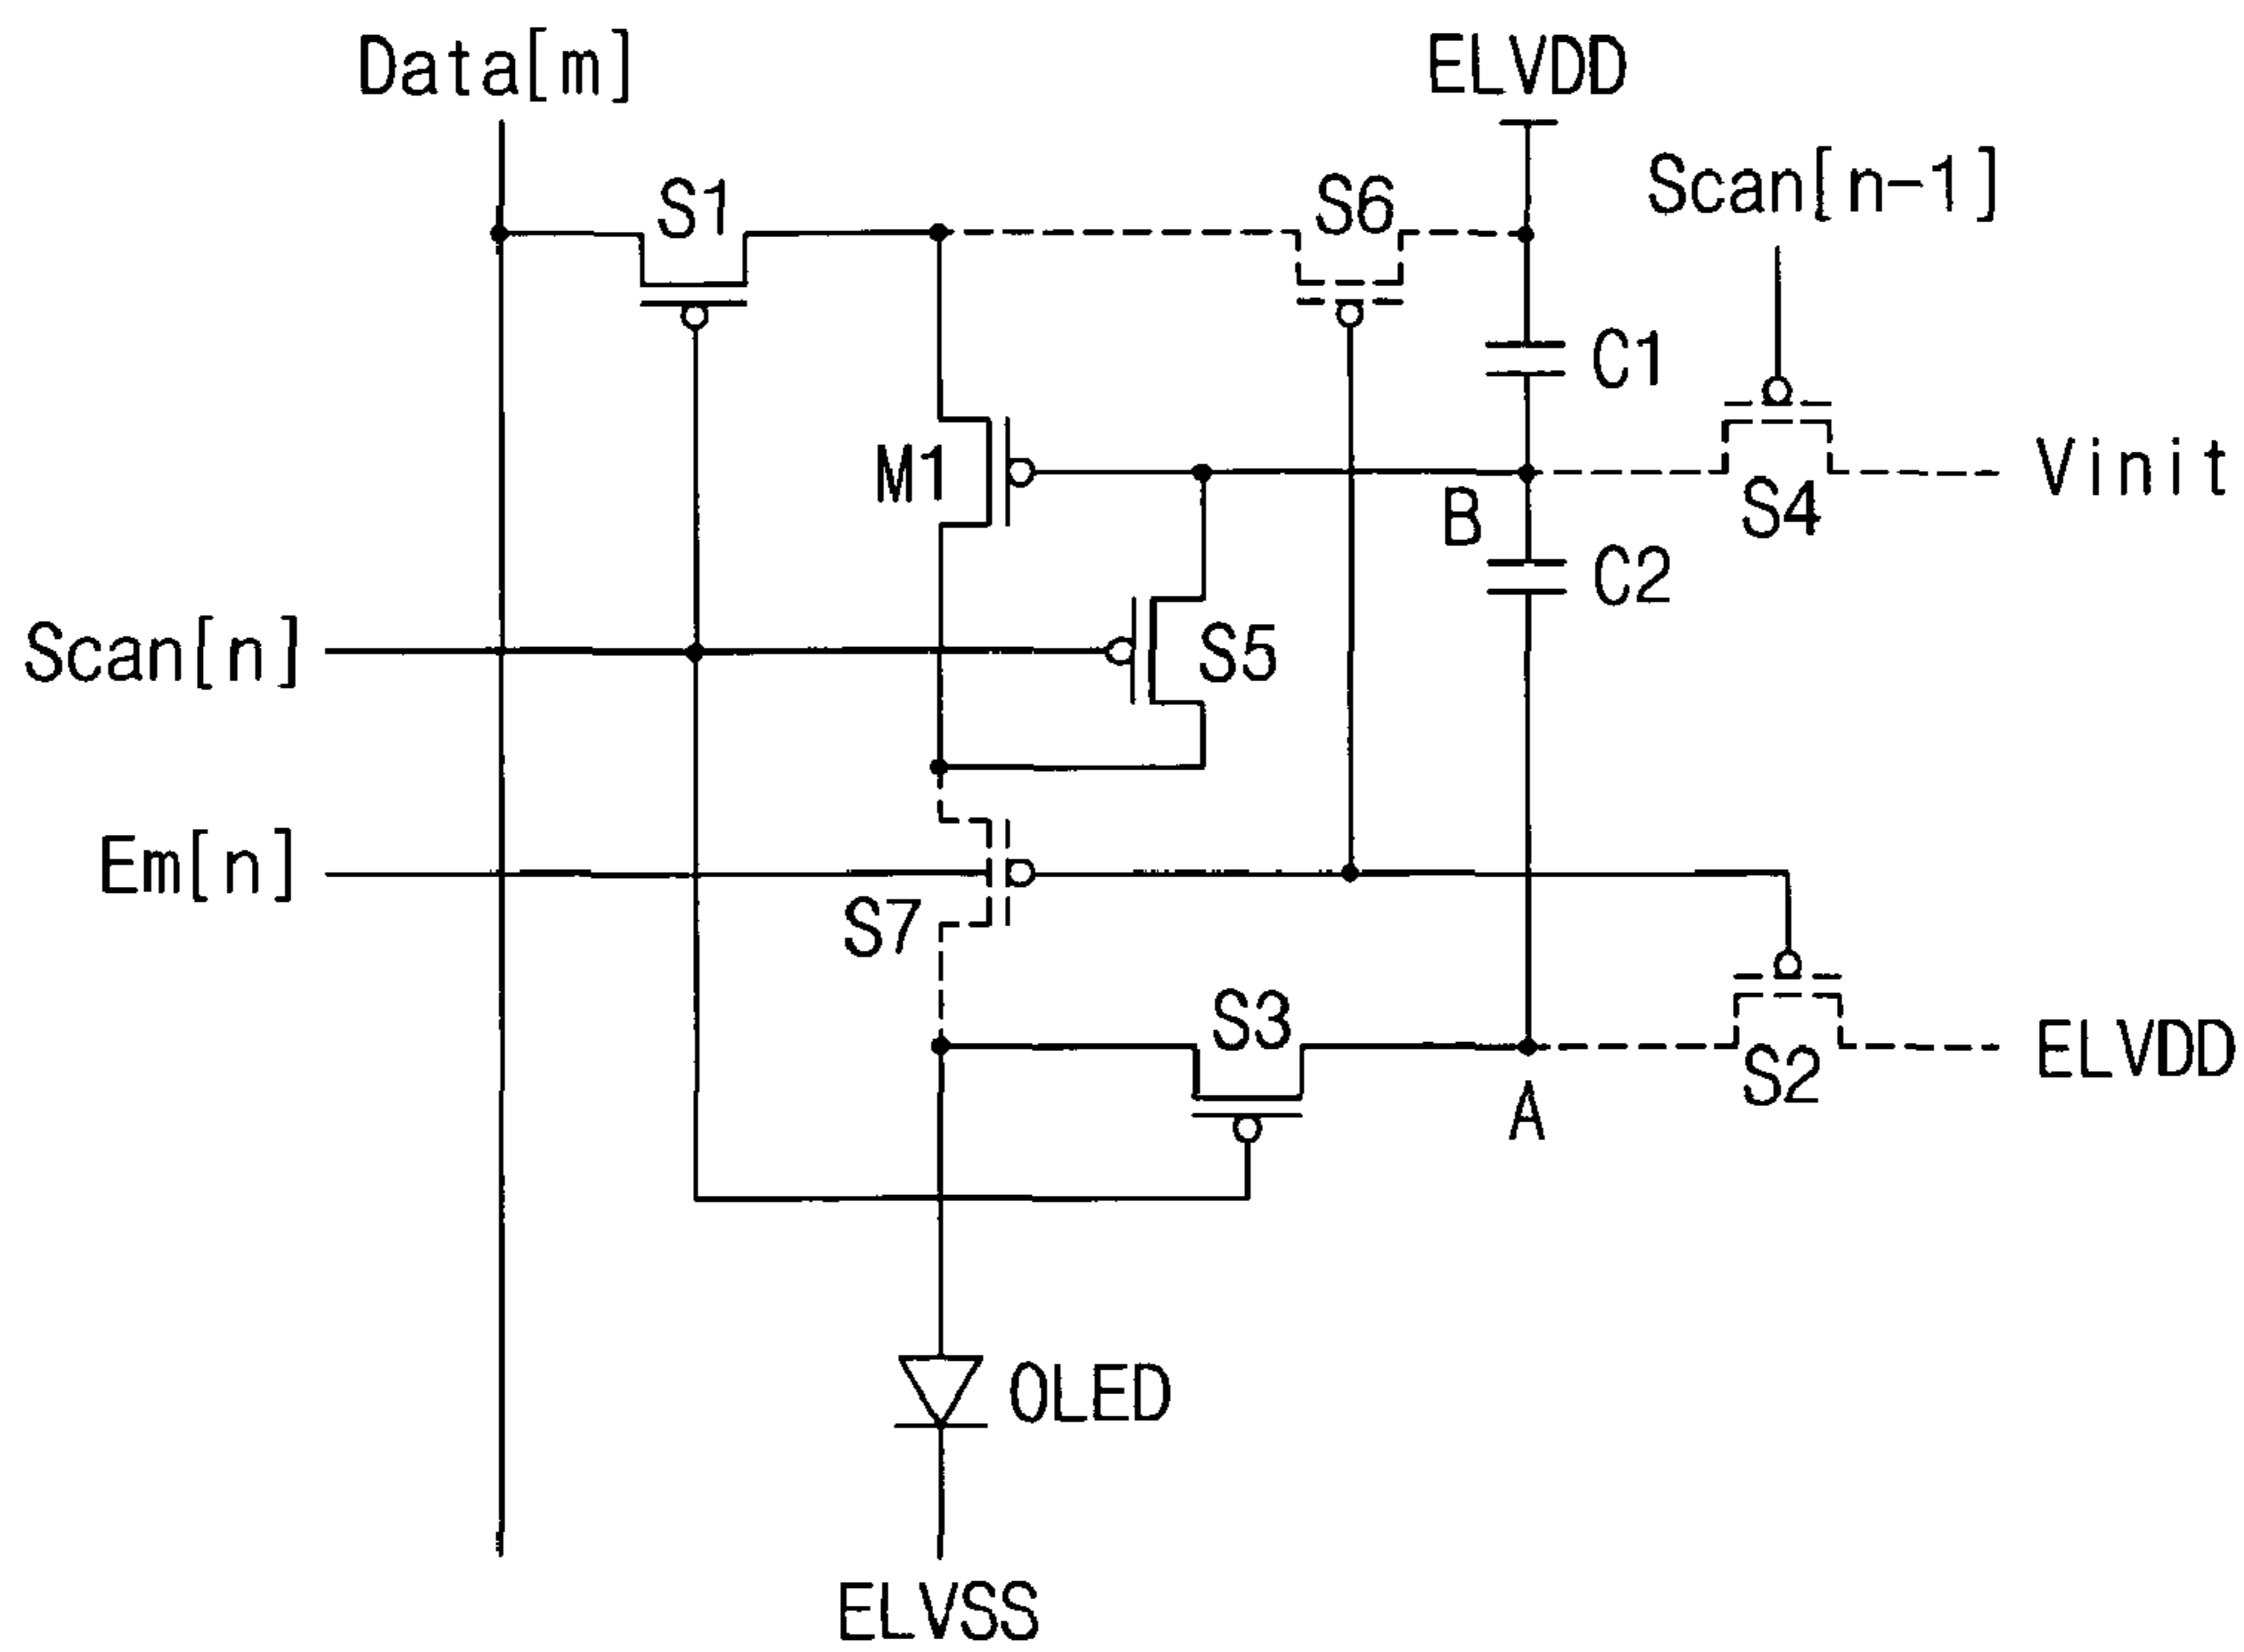 Data[m]
ELVDD
Scan[n-1]
S1
S6
C1
M1
Vinit
B
S4
C2
Scan[n]
S5
Em[n]
S7
S3
ELVDD
S2
A
OLED
ELVSS